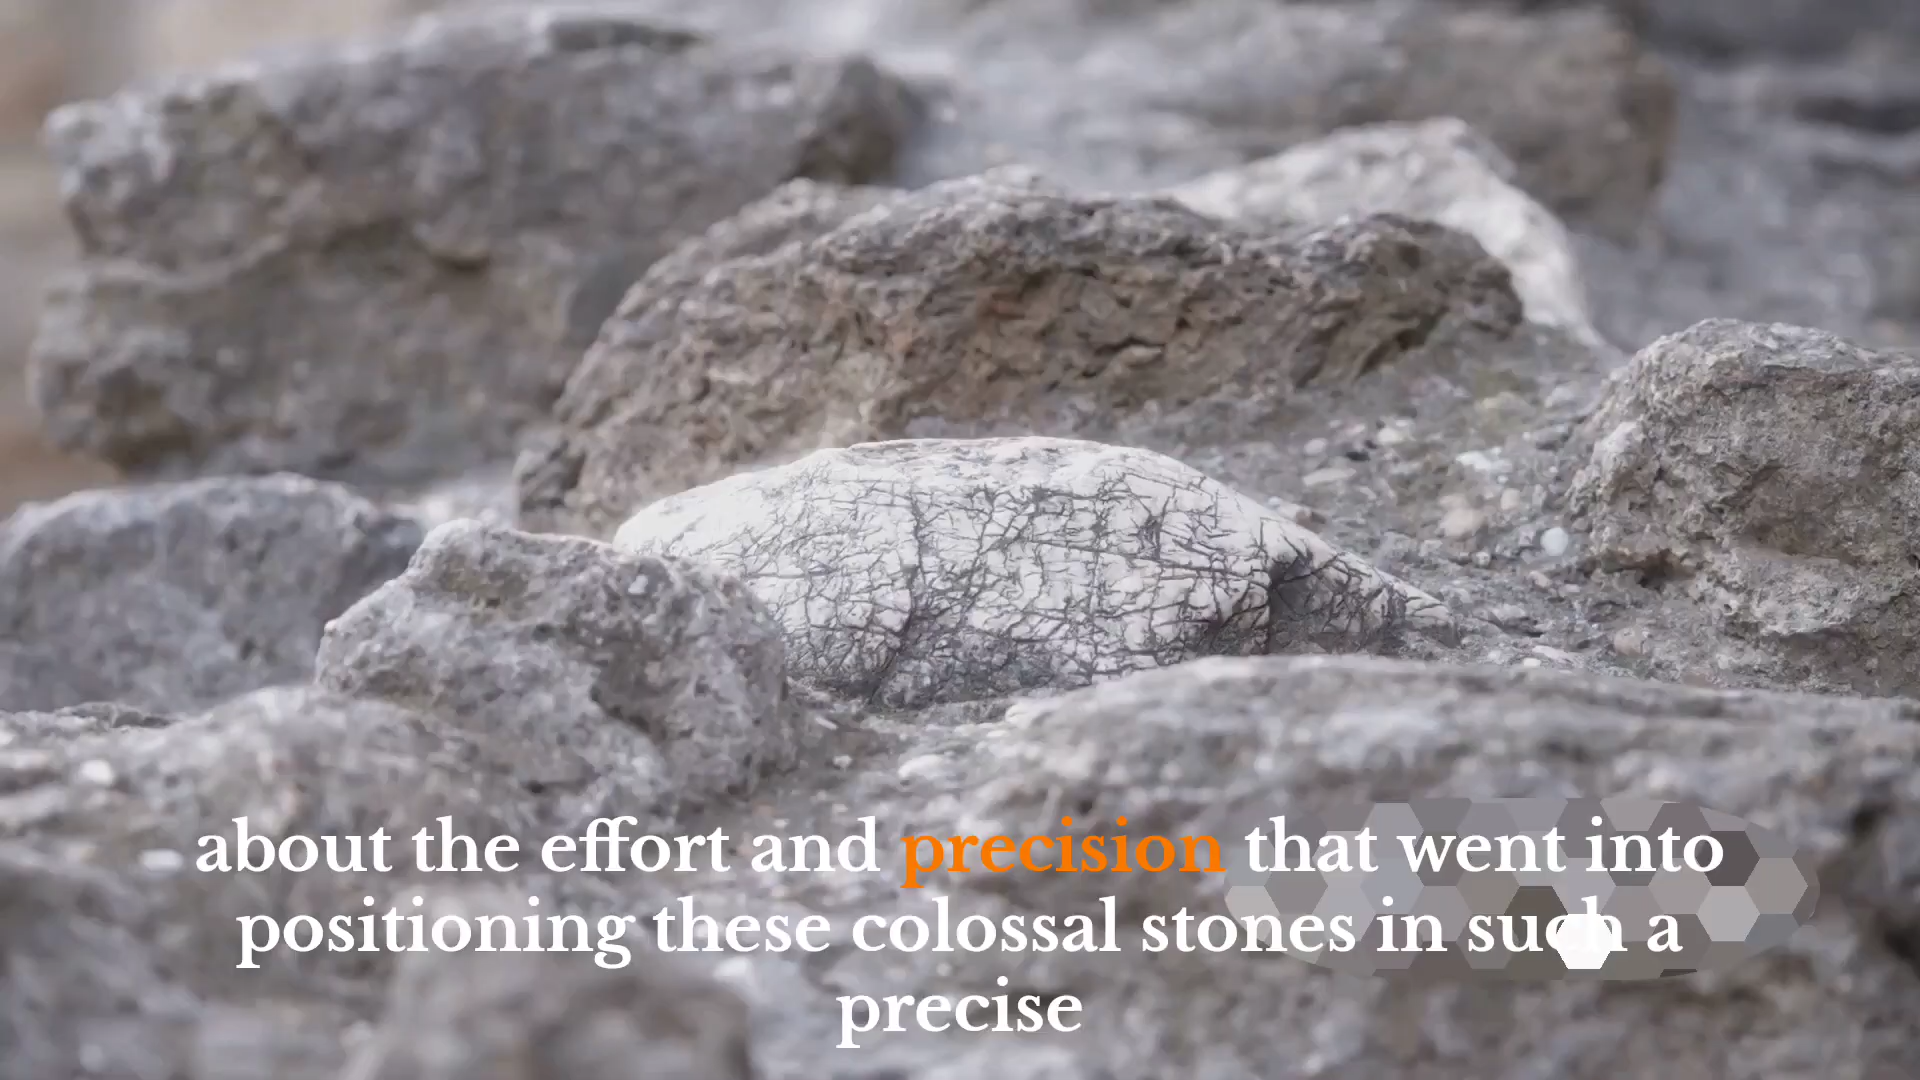 about the effort and precision that went into
positioning these colossal stones in such a
precise